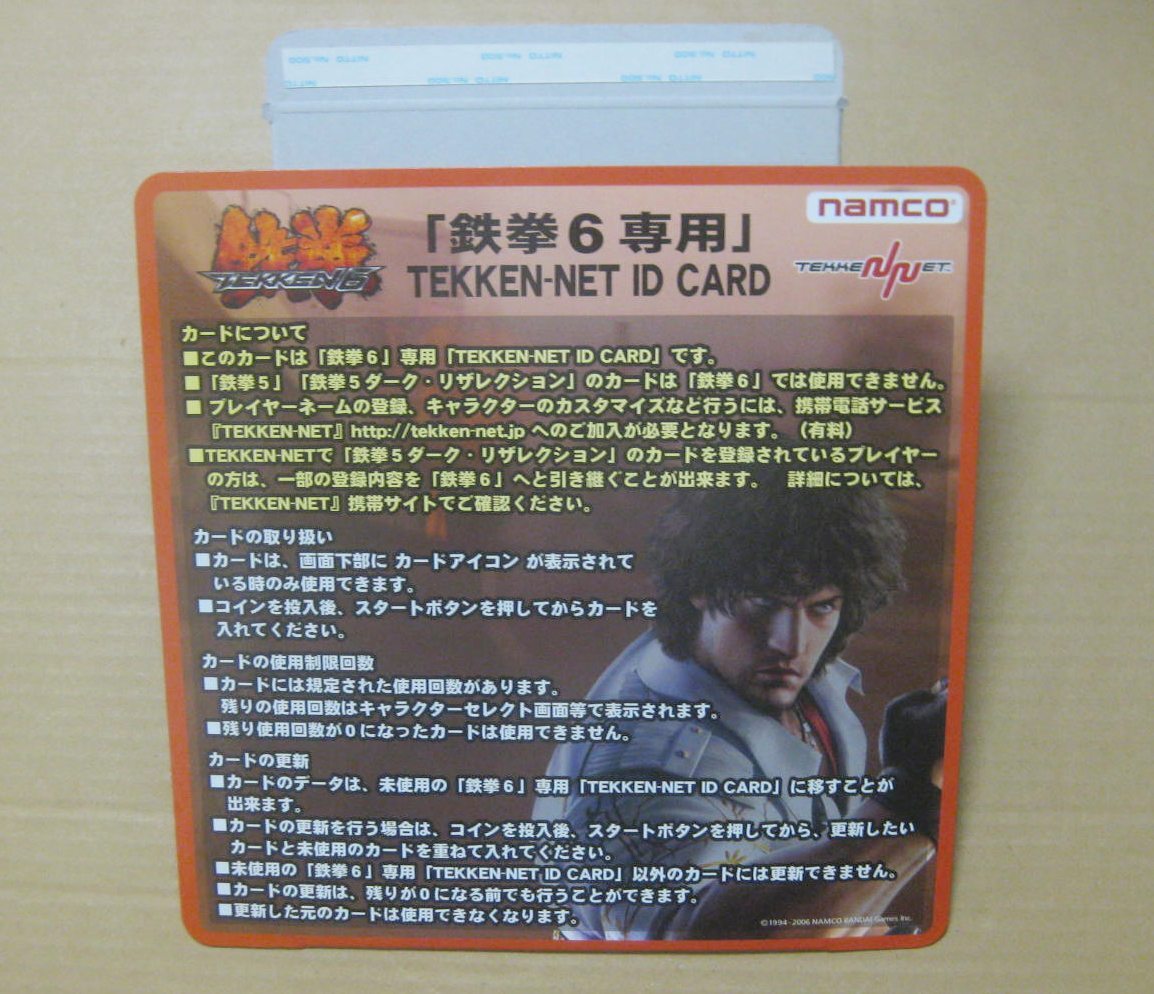 NITTO No.500 NITTO No.500 NITTO
NITTO No.500 NITTO No.500 NITTO No.500
namco
鉄拳
TEKKEN6
「鉄拳6 専用」
TEKKEN-NET ID CARD
TEKKEN NET
カードについて
■このカードは「鉄拳6」専用「TEKKEN-NET ID CARD」です。
■「鉄拳5」「鉄拳5ダーク・リザレクション」のカードは「鉄拳6」では使用できません。
■プレイヤーネームの登録、キャラクターのカスタマイズなど行うには、携帯電話サービス
『TEKKEN-NET』http://tekken-net.jp へのご加入が必要となります。(有料)
■TEKKEN-NETで「鉄拳5ダーク・リザレクション」のカードを登録されているプレイヤー
の方は、一部の登録内容を「鉄拳6」へと引き継ぐことが出来ます。 詳細については、
『TEKKEN-NET』携帯サイトでご確認ください。
カードの取り扱い
■カードは、画面下部に カードアイコン が表示されて
いる時のみ使用できます。
■コインを投入後、スタートボタンを押してからカードを
入れてください。
カードの使用制限回数
■カードには規定された使用回数があります。
残りの使用回数はキャラクターセレクト画面等で表示されます。
■残り使用回数が0になったカードは使用できません。
カードの更新
■カードのデータは、未使用の「鉄拳6」専用「TEKKEN-NET ID CARD」に移すことが
出来ます。
■カードの更新を行う場合は、コインを投入後、スタートボタンを押してから、更新したい
カードと未使用のカードを重ねて入れてください。
■未使用の「鉄拳6」専用「TEKKEN-NET ID CARD」以外のカードには更新できません。
■カードの更新は、残りが0になる前でも行うことができます。
■更新した元のカードは使用できなくなります。
©1994-2006 NAMCO BANDAI Games Inc.